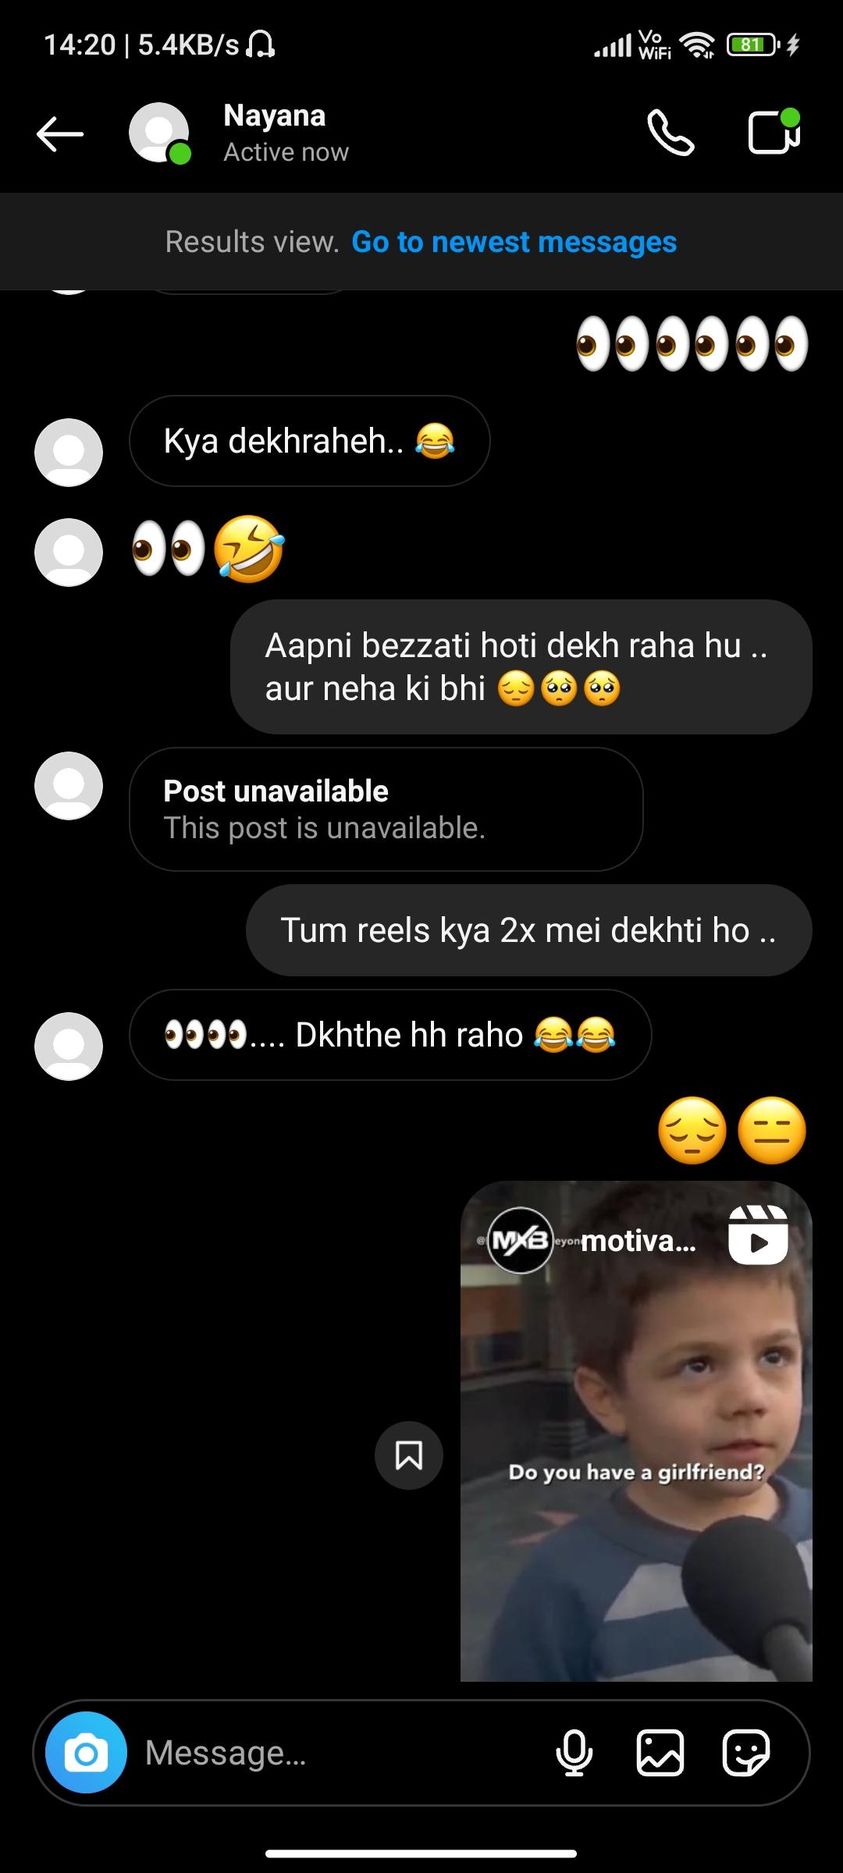 14:20 | 5.4KB/s
Vo
WiFi
81
Nayana
Active now
Results view. Go to newest messages
👀👀👀
Kya dekhraheh.. 😂
👀🤣
Aapni bezzati hoti dekh raha hu ..
aur neha ki bhi 😔🥺🥺
Post unavailable
This post is unavailable.
Tum reels kya 2x mei dekhti ho ..
👀👀.... Dkhthe hh raho 😂😂
😔😑
MXB
motiva...
Do you have a girlfriend?
Message...